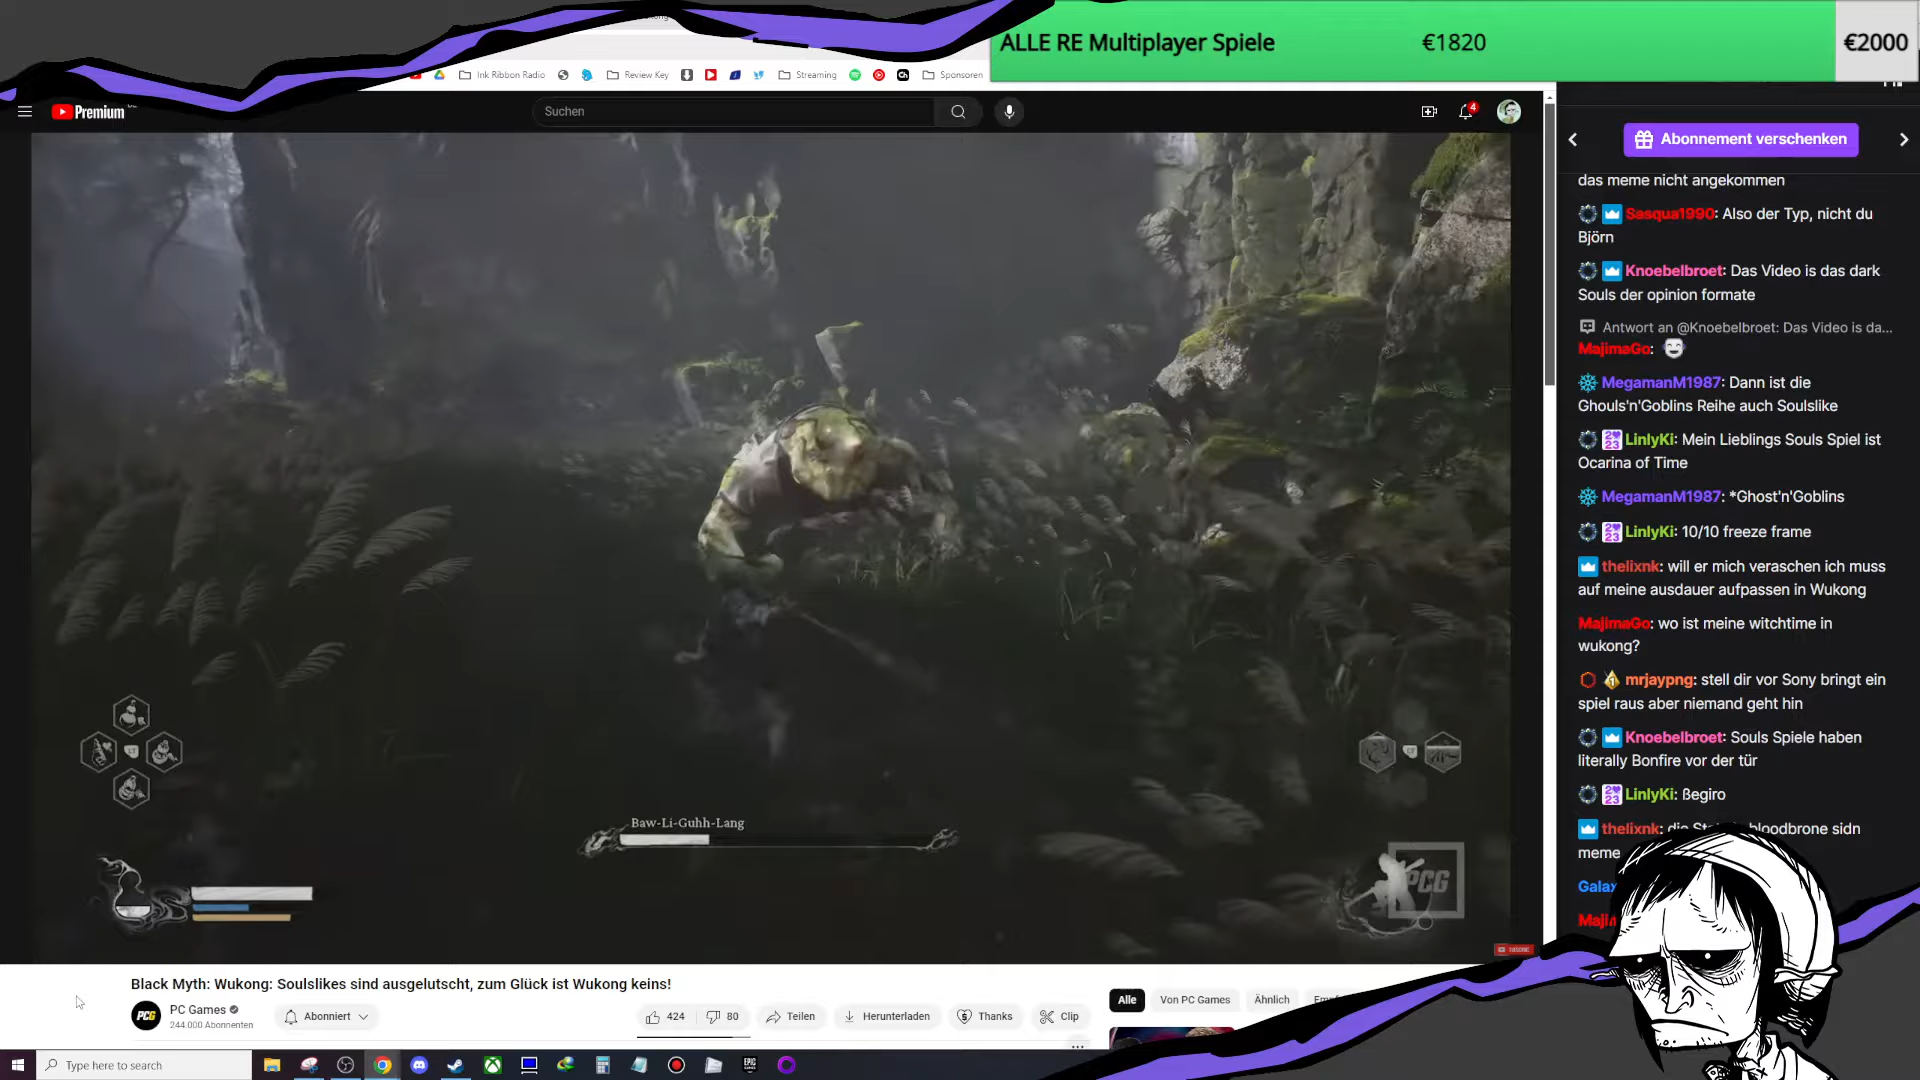 ALLE RE Multiplayer Spiele €1820 €2000
Ink Ribbon Radio Review Key Streaming Sponsoren
Premium
Suchen
4
Abonnement verschenken
das meme nicht angekommen
Sasqua1990: Also der Typ, nicht du
Björn
Knoebelbroet: Das Video is das dark
Souls der opinion formate
Antwort an @Knoebelbroet: Das Video is da...
MajimaGo:
MegamanM1987: Dann ist die
Ghouls'n'Goblins Reihe auch Soulslike
LinlyKi: Mein Lieblings Souls Spiel ist
Ocarina of Time
MegamanM1987: *Ghost'n'Goblins
LinlyKi: 10/10 freeze frame
thelixnk: will er mich veraschen ich muss
auf meine ausdauer aufpassen in Wukong
MajimaGo: wo ist meine witchtime in
wukong?
mrjaypng: stell dir vor Sony bringt ein
spiel raus aber niemand geht hin
Knoebelbroet: Souls Spiele haben
literally Bonfire vor der tür
LinlyKi: ßegiro
thelixnk: die bloodbrone sidn
meme
Baw-Li-Guhh-Lang
LT
LT
PCG
Black Myth: Wukong: Soulslikes sind ausgelutscht, zum Glück ist Wukong keins!
PCG
PC Games
244.000 Abonnenten
Abonniert
424
80
Teilen
Herunterladen
Thanks
Clip
Alle
Von PC Games
Ähnlich
Type here to search